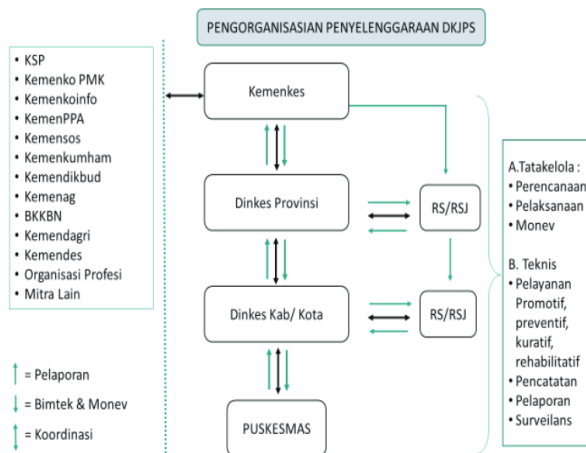 PENGORGANISASIAN PENYELENGGARAAN DKJPS
• KSP
• Kemenko PMK
• Kemenkoinfo
• KemenPPA
• Kemensos
• Kemenkumham
• Kemendikbud
• Kemenag
• BKKBN
• Kemendagri
• Kemendes
• Organisasi Profesi
• Mitra Lain
= Pelaporan
= Bimtek & Monev
= Koordinasi
Kemenkes
Dinkes Provinsi
RS/RSJ
Dinkes Kab/ Kota
RS/RSJ
PUSKESMAS
A.Tatakelola :
• Perencanaan
• Pelaksanaan
• Monev
B. Teknis
• Pelayanan
Promotif,
preventif,
kuratif,
rehabilitatif
• Pencatatan
• Pelaporan
• Surveilans